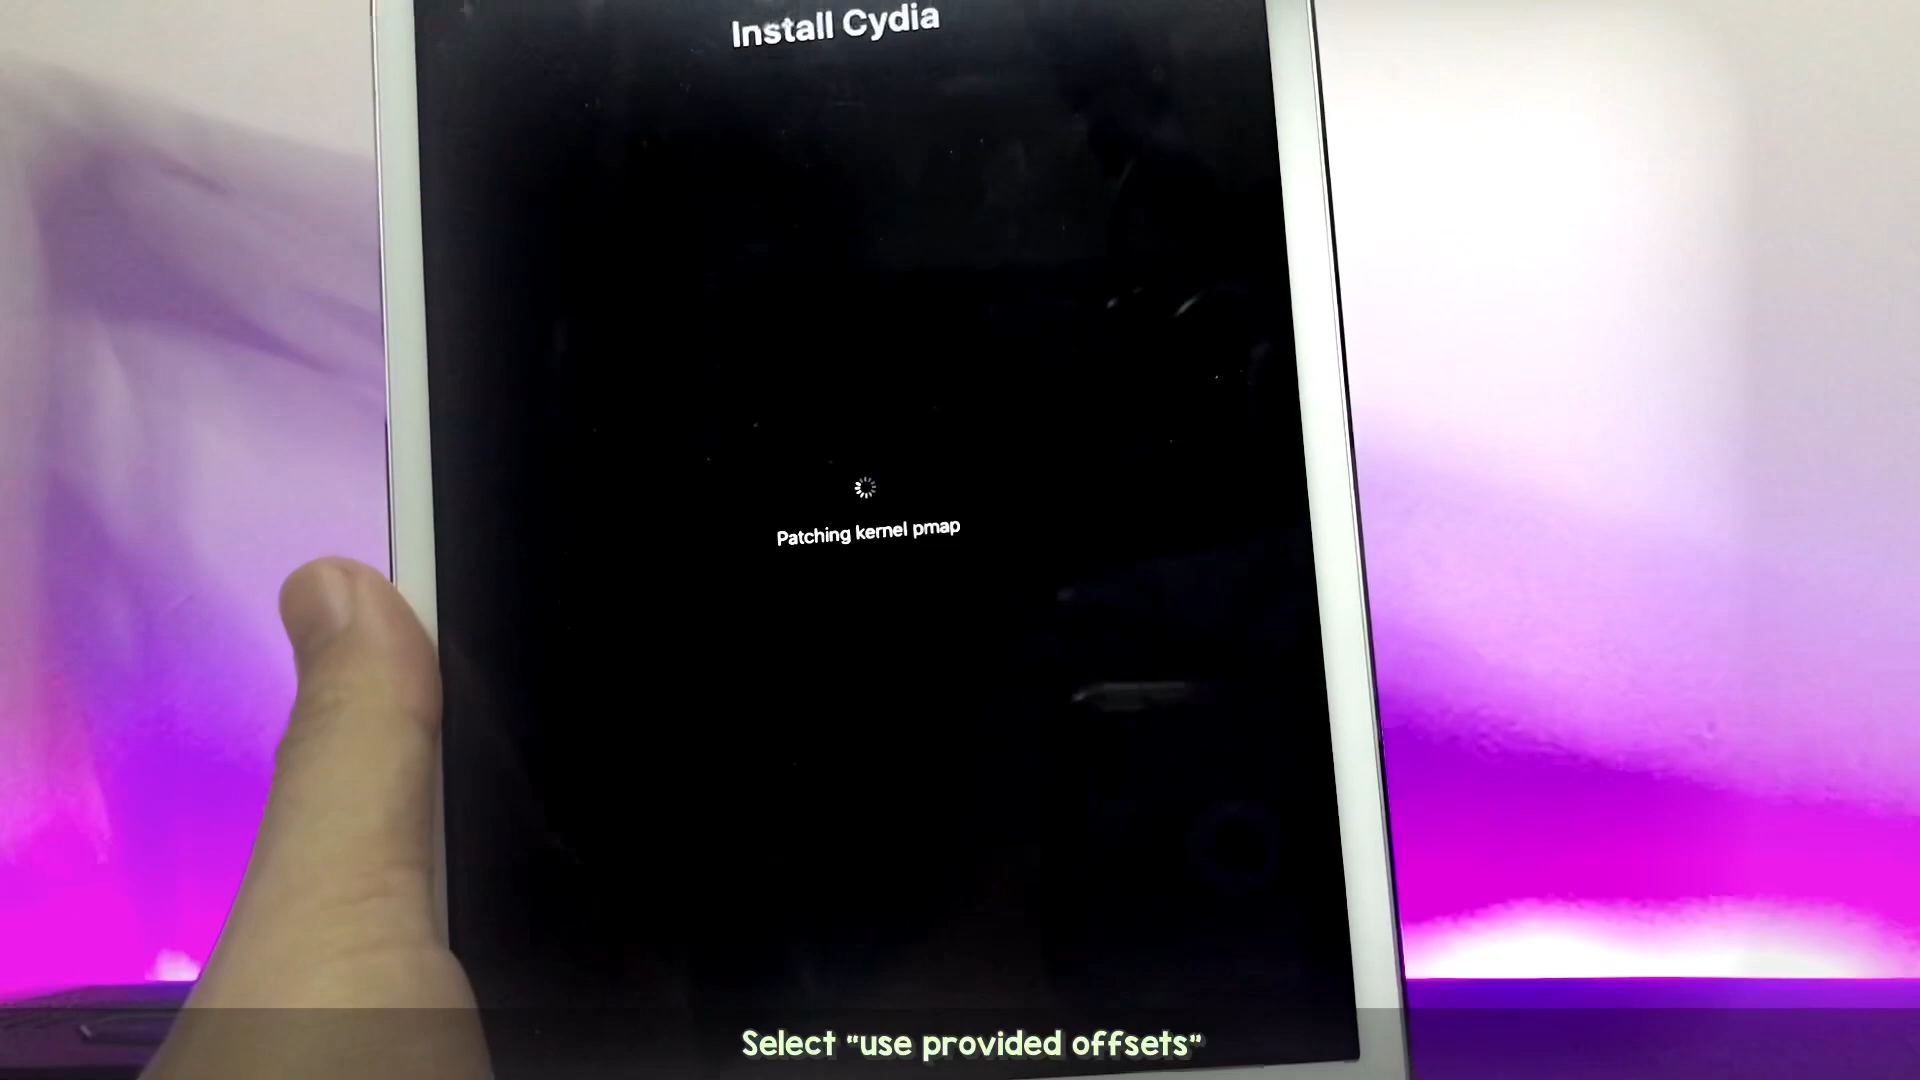 Install Cydia
Patching kernel pmap
Select "use provided offsets"